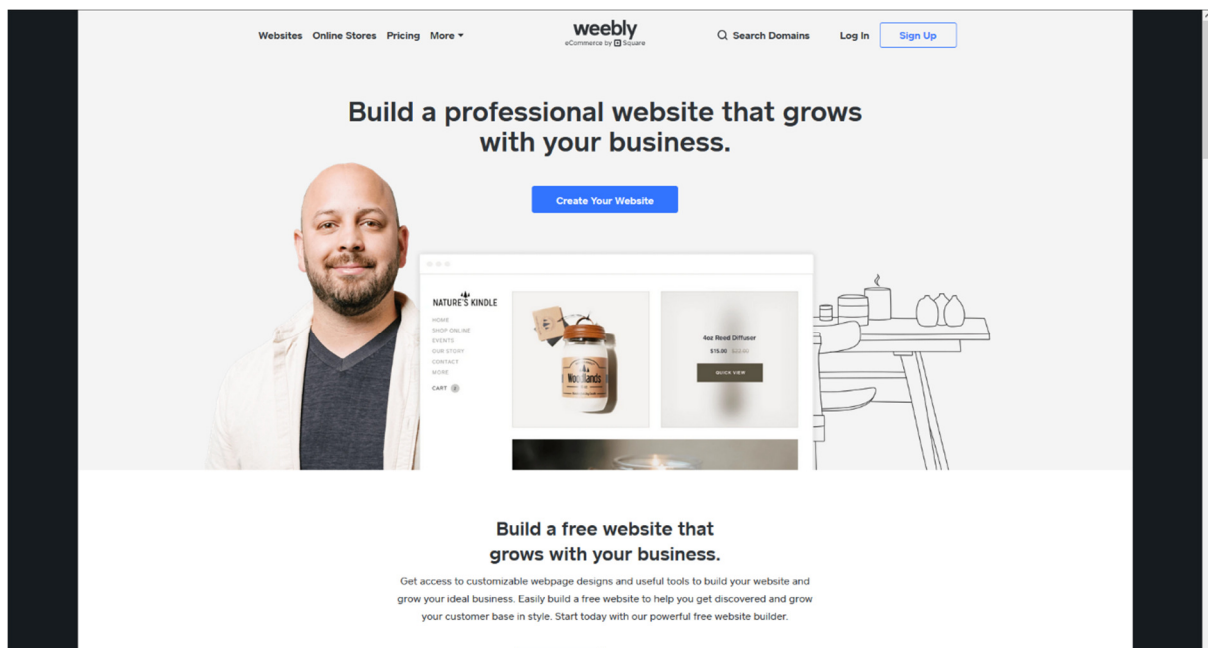 Websites Online Stores Pricing More
weebly
eCommerce by Square
Search Domains
Log In
Sign Up
Build a professional website that grows
with your business.
Create Your Website
NATURE'S KINDLE
HOME
SHOP ONLINE
EVENTS
OUR STORY
CONTACT
MORE
CART
Woodlands
4oz Reed Diffuser
$15.00
QUICK VIEW
Build a free website that
grows with your business.
Get access to customizable webpage designs and useful tools to build your website and
grow your ideal business. Easily build a free website to help you get discovered and grow
your customer base in style. Start today with our powerful free website builder.